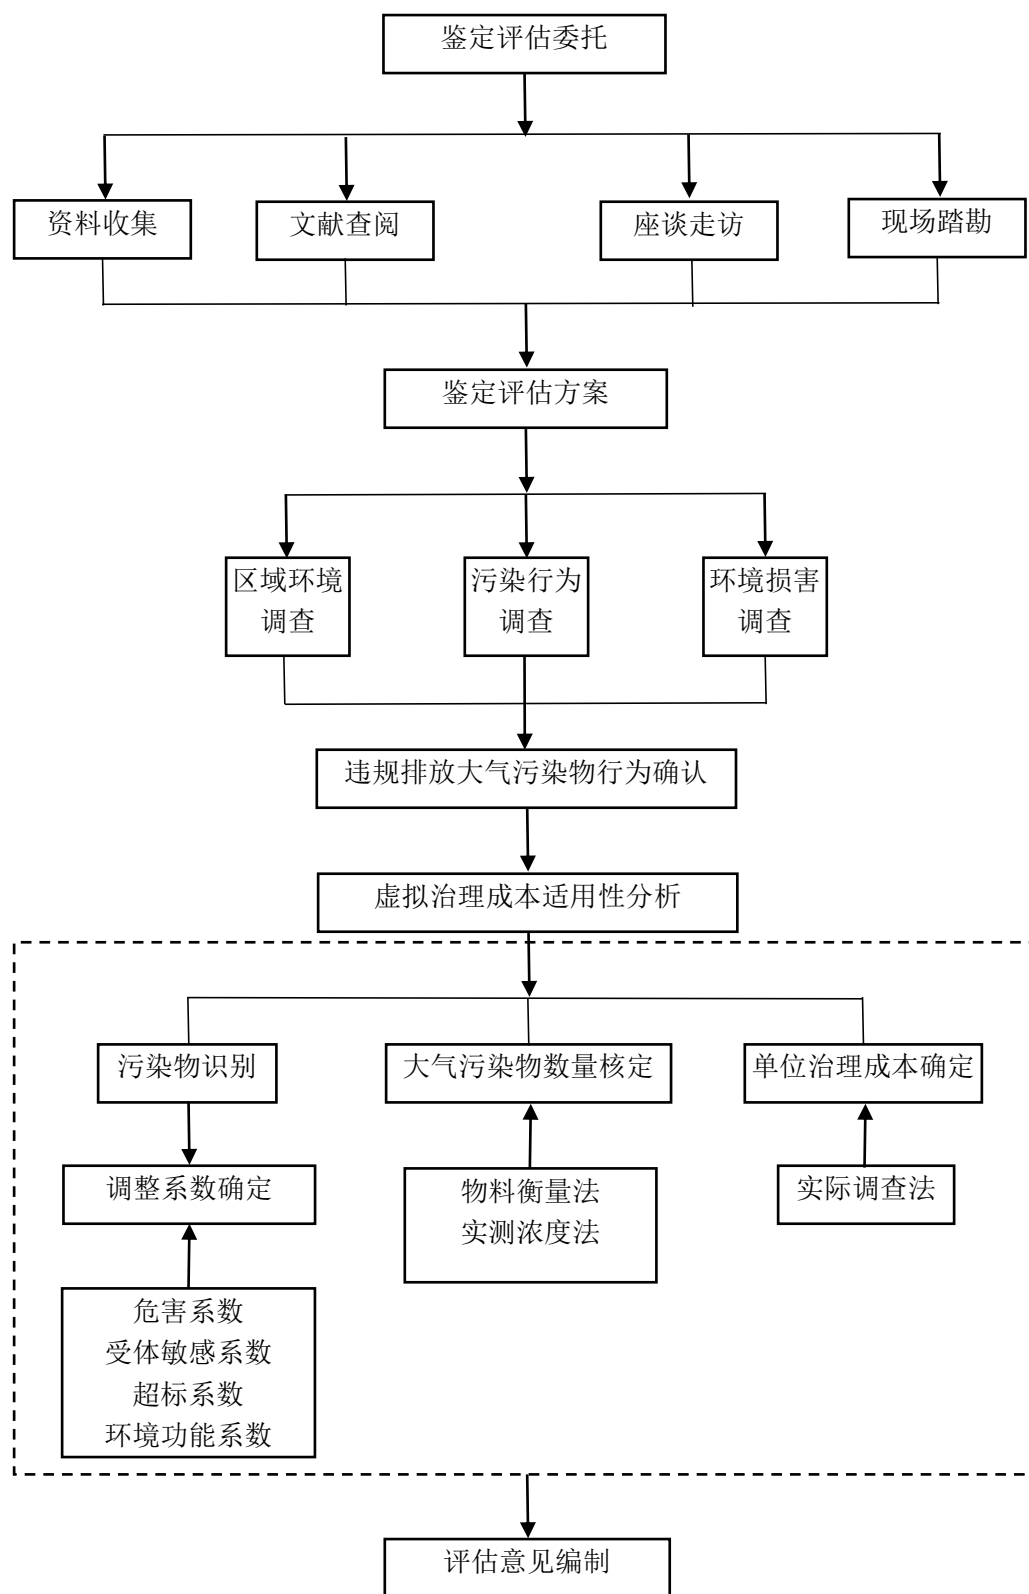 鉴定评估委托
资料收集
文献查阅
座谈走访
现场踏勘
鉴定评估方案
区域环境
调查
污染行为
调查
环境损害
调查
违规排放大气污染物行为确认
虚拟治理成本适用性分析
污染物识别
大气污染物数量核定
单位治理成本确定
调整系数确定
物料衡量法
实测浓度法
实际调查法
危害系数
受体敏感系数
超标系数
环境功能系数
评估意见编制